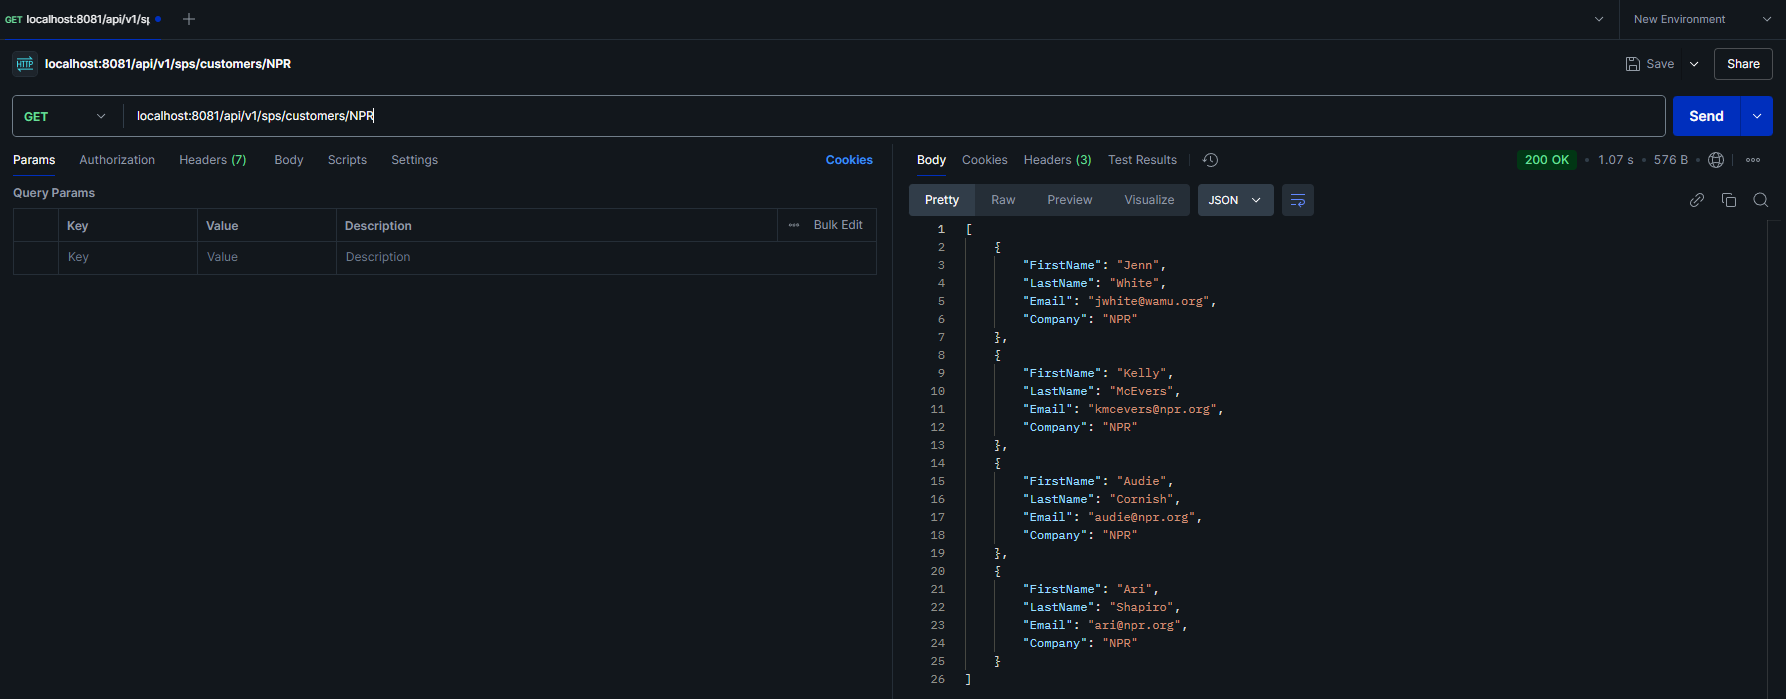 GET localhost:8081/api/v1/s
New Environment
HTTP localhost:8081/api/v1/sps/customers/NPR
Save
Share
GET localhost:8081/api/v1/sps/customers/NPR
Send
Params Authorization Headers (7) Body Scripts Settings Cookies
Query Params
Key Value Description Bulk Edit
Key Value Description
Body Cookies Headers (3) Test Results 200 OK • 1.07 s • 576 B •
Pretty Raw Preview Visualize JSON
1 [
2 {
3 "FirstName": "Jenn",
4 "LastName": "White",
5 "Email": "jwhite@wamu.org",
6 "Company": "NPR"
7 },
8 {
9 "FirstName": "Kelly",
10 "LastName": "McEvers",
11 "Email": "kmcevers@npr.org",
12 "Company": "NPR"
13 },
14 {
15 "FirstName": "Audie",
16 "LastName": "Cornish",
17 "Email": "audie@npr.org",
18 "Company": "NPR"
19 },
20 {
21 "FirstName": "Ari",
22 "LastName": "Shapiro",
23 "Email": "ari@npr.org",
24 "Company": "NPR"
25 }
26 ]